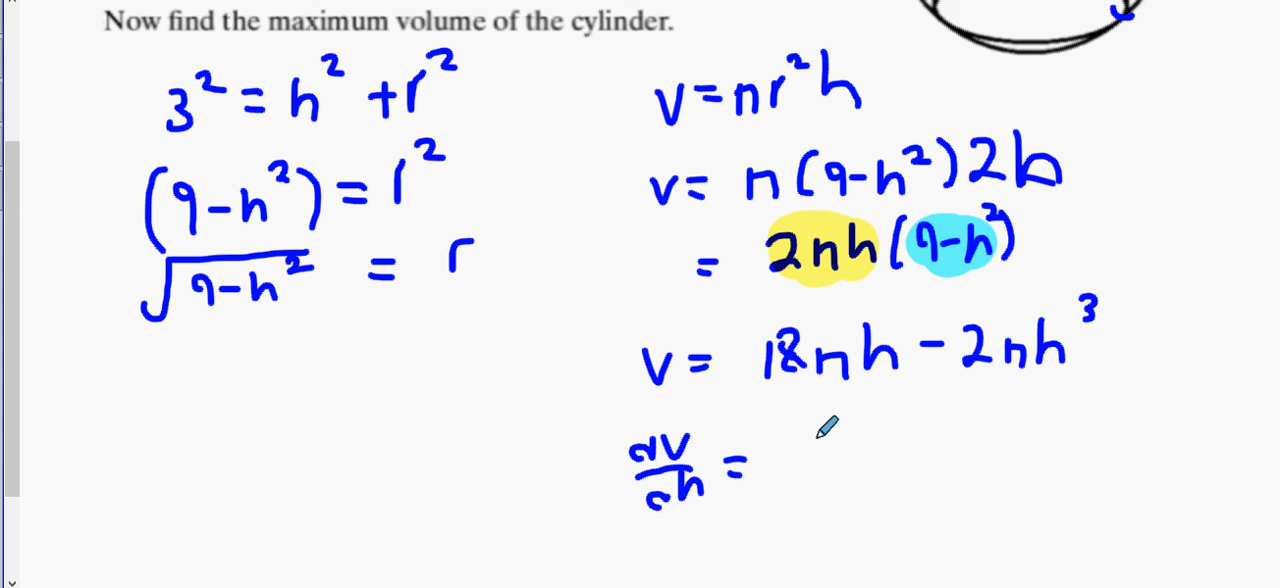 Now find the maximum volume of the cylinder.
3² = h² + r²
(9-h²) = r²
√9-h² = r
V = πr²h
V = π(9-h²)2h
= 2πh(9-h²)
V = 18πh - 2πh³
dV/dh =